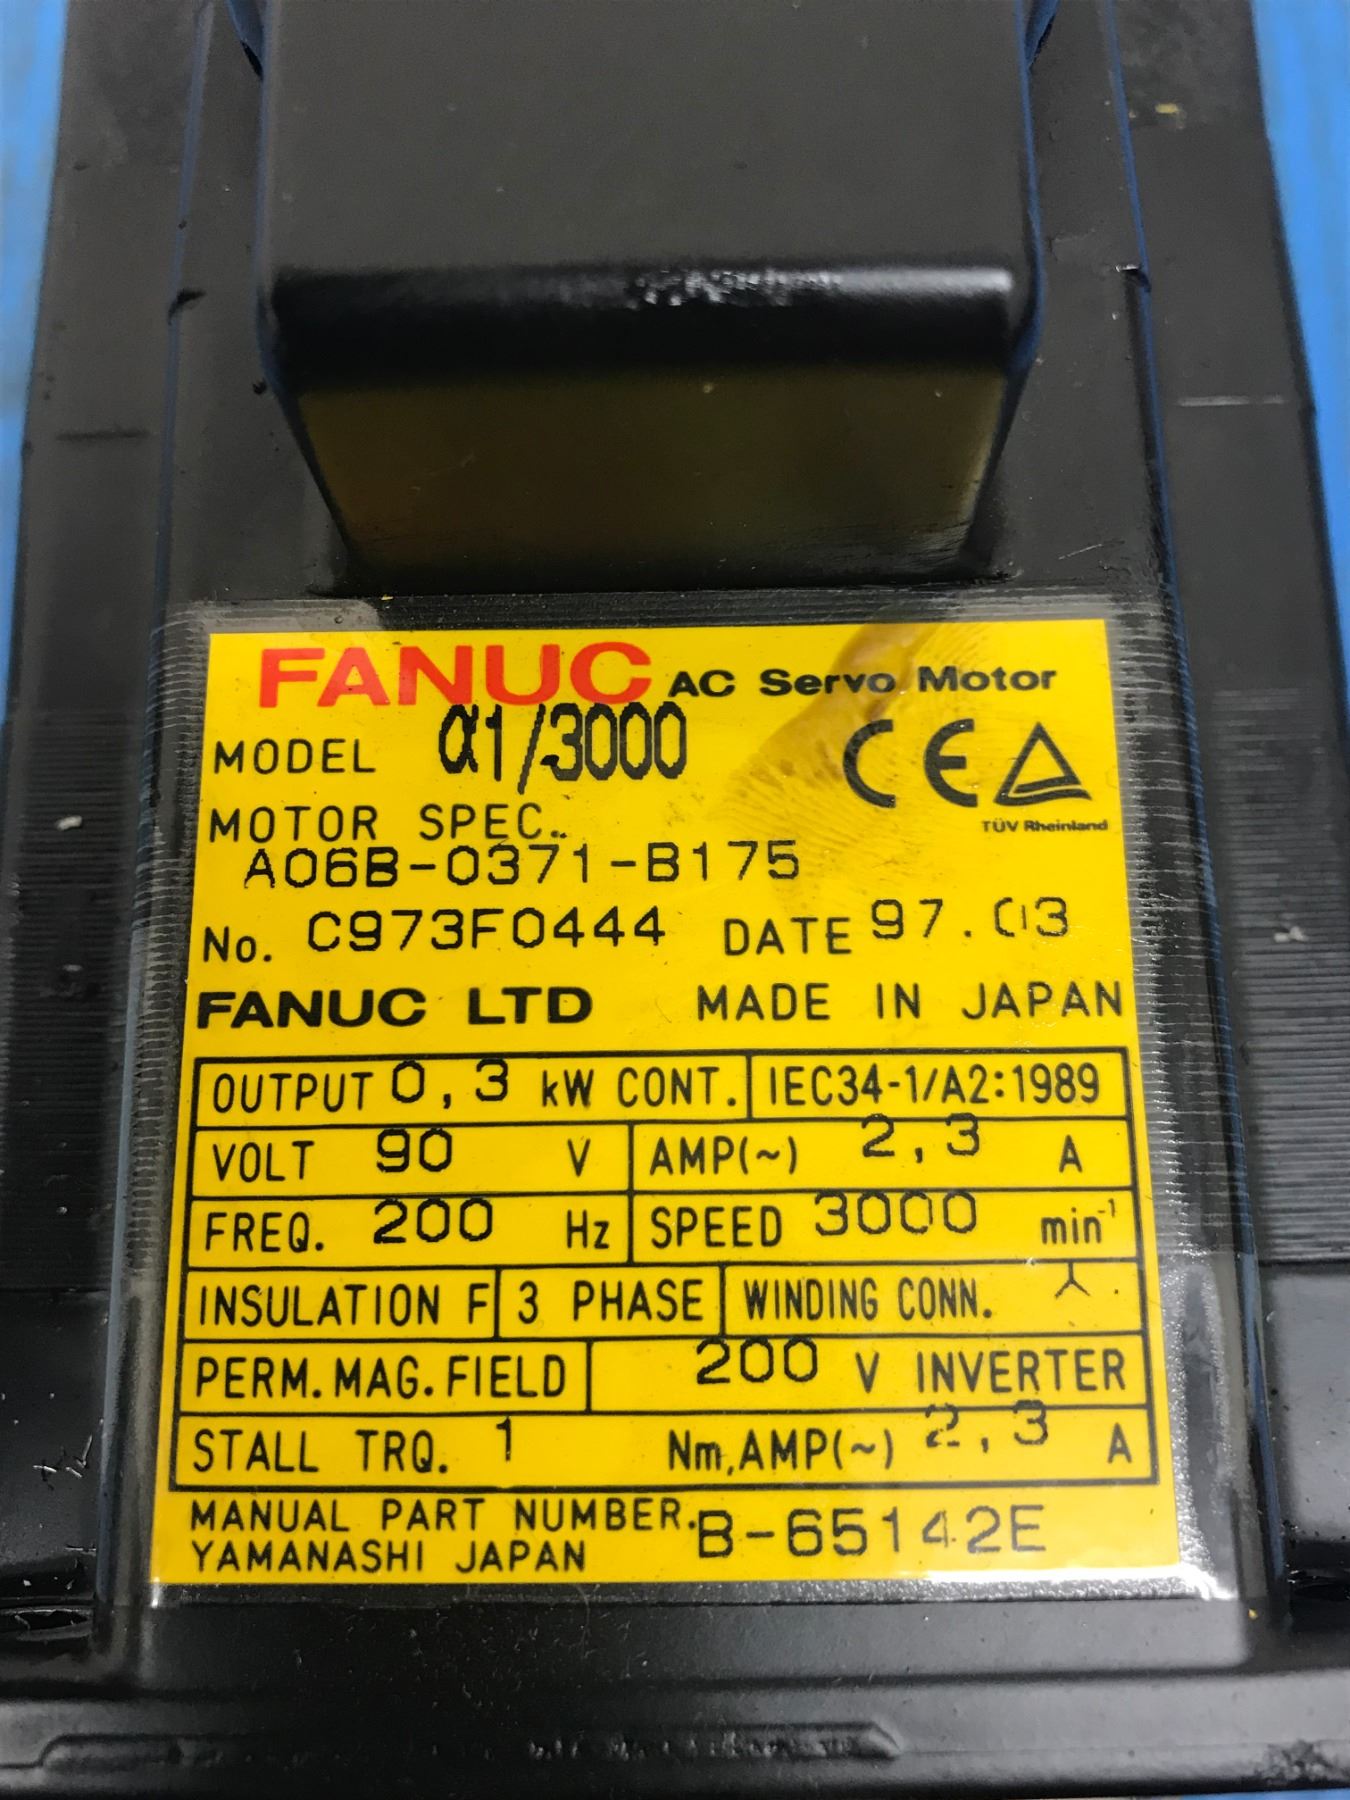 FANUC AC Servo Motor
MODEL α1/3000
CE
TÜV Rheinland
MOTOR SPEC.
A06B-0371-B175
No. C973F0444 DATE 97.03
FANUC LTD MADE IN JAPAN
OUTPUT 0,3 kW CONT. IEC34-1/A2:1989
VOLT 90 V AMP(~) 2,3 A
FREQ. 200 Hz SPEED 3000 min⁻¹
INSULATION F 3 PHASE WINDING CONN.
PERM.MAG.FIELD 200 V INVERTER
STALL TRQ. 1 Nm,AMP(~) 2,3 A
MANUAL PART NUMBER. B-65142E
YAMANASHI JAPAN